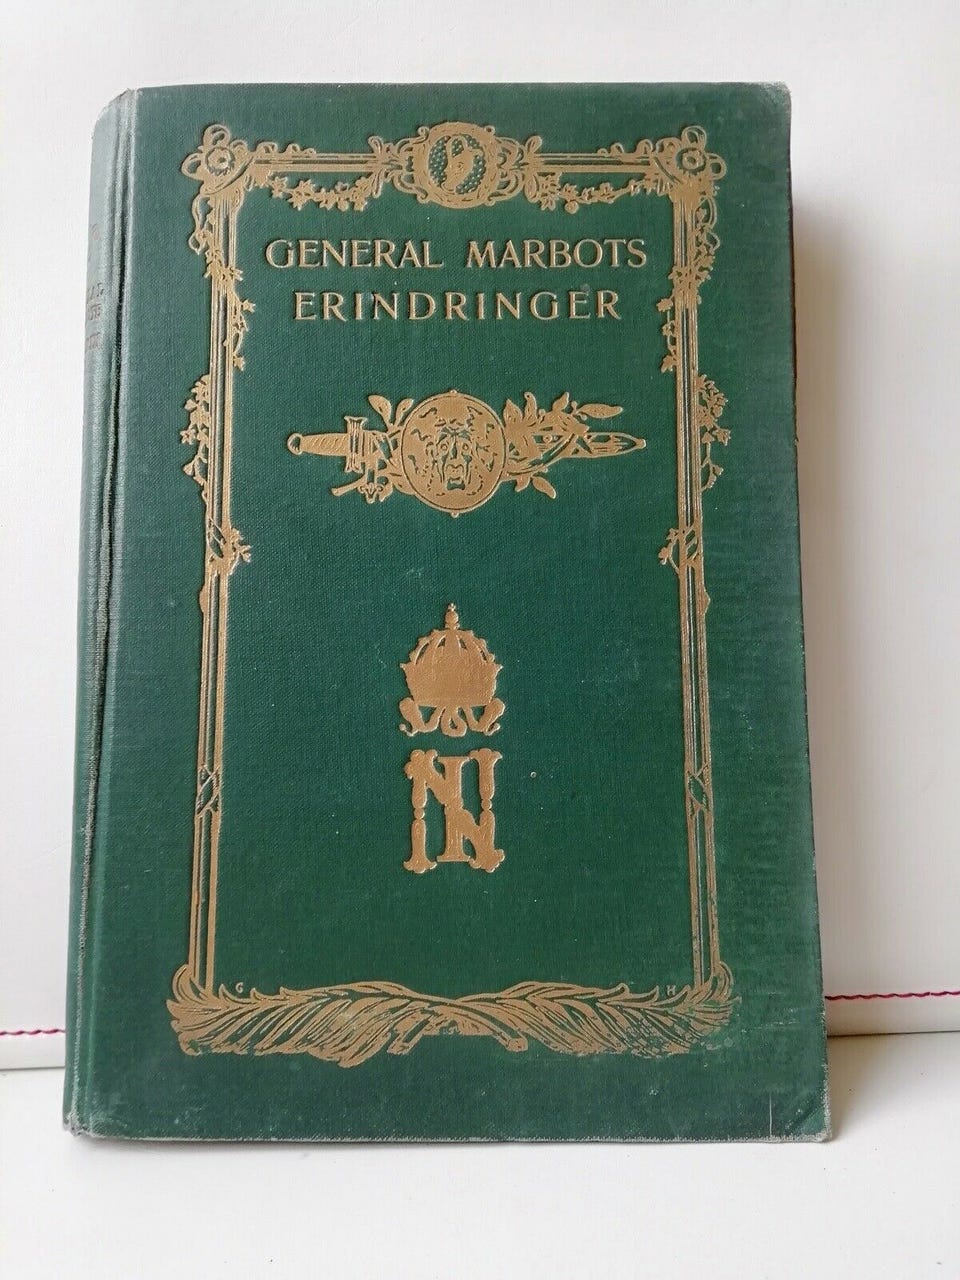 GENERAL MARBOTS
ERINDRINGER
N
G H